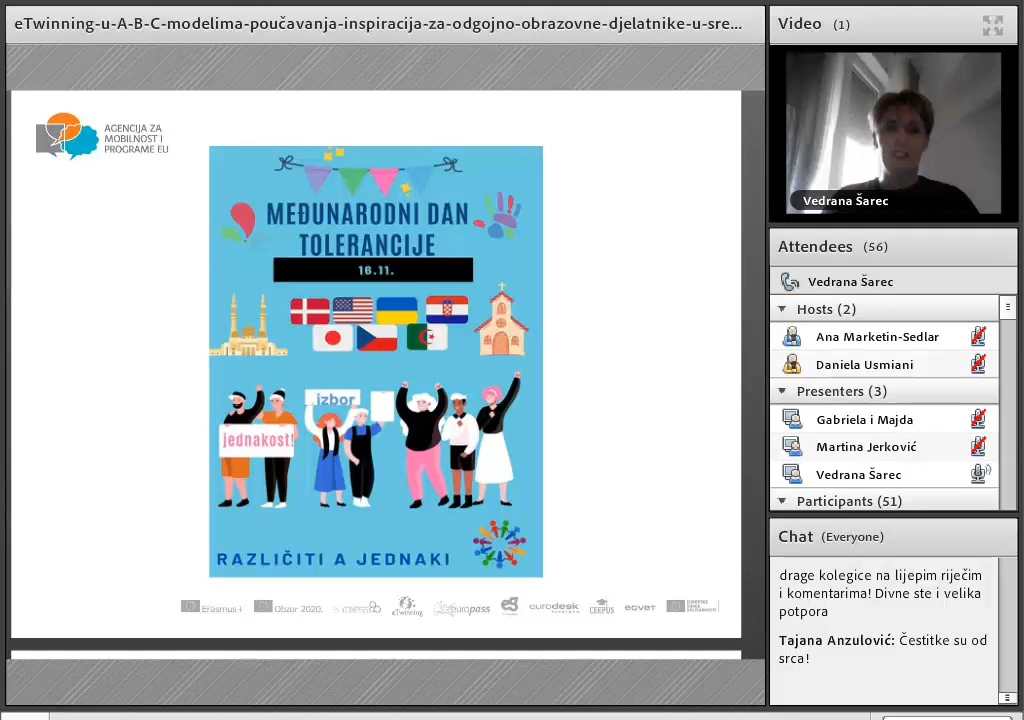 eTwinning-u-A-B-C-modelima-poučavanja-inspiracija-za-odgojno-obrazovne-djelatnike-u-sre...
AGENCIJA ZA
MOBILNOST I
PROGRAME EU
MEĐUNARODNI DAN
TOLERANCIJE
16.11.
izbor
jednakost!
RAZLIČITI A JEDNAKI
Erasmus+
Obzor 2020.
eTwinning
europass
eurodesk
CEEPUS
ecvet
Video (1)
Vedrana Šarec
Attendees (56)
Vedrana Šarec
Hosts (2)
Ana Marketin-Sedlar
Daniela Usmiani
Presenters (3)
Gabriela i Majda
Martina Jerković
Vedrana Šarec
Participants (51)
Chat (Everyone)
drage kolegice na lijepim riječim
i komentarima! Divne ste i velika
potpora
Tajana Anzulović: Čestitke su od
srca!